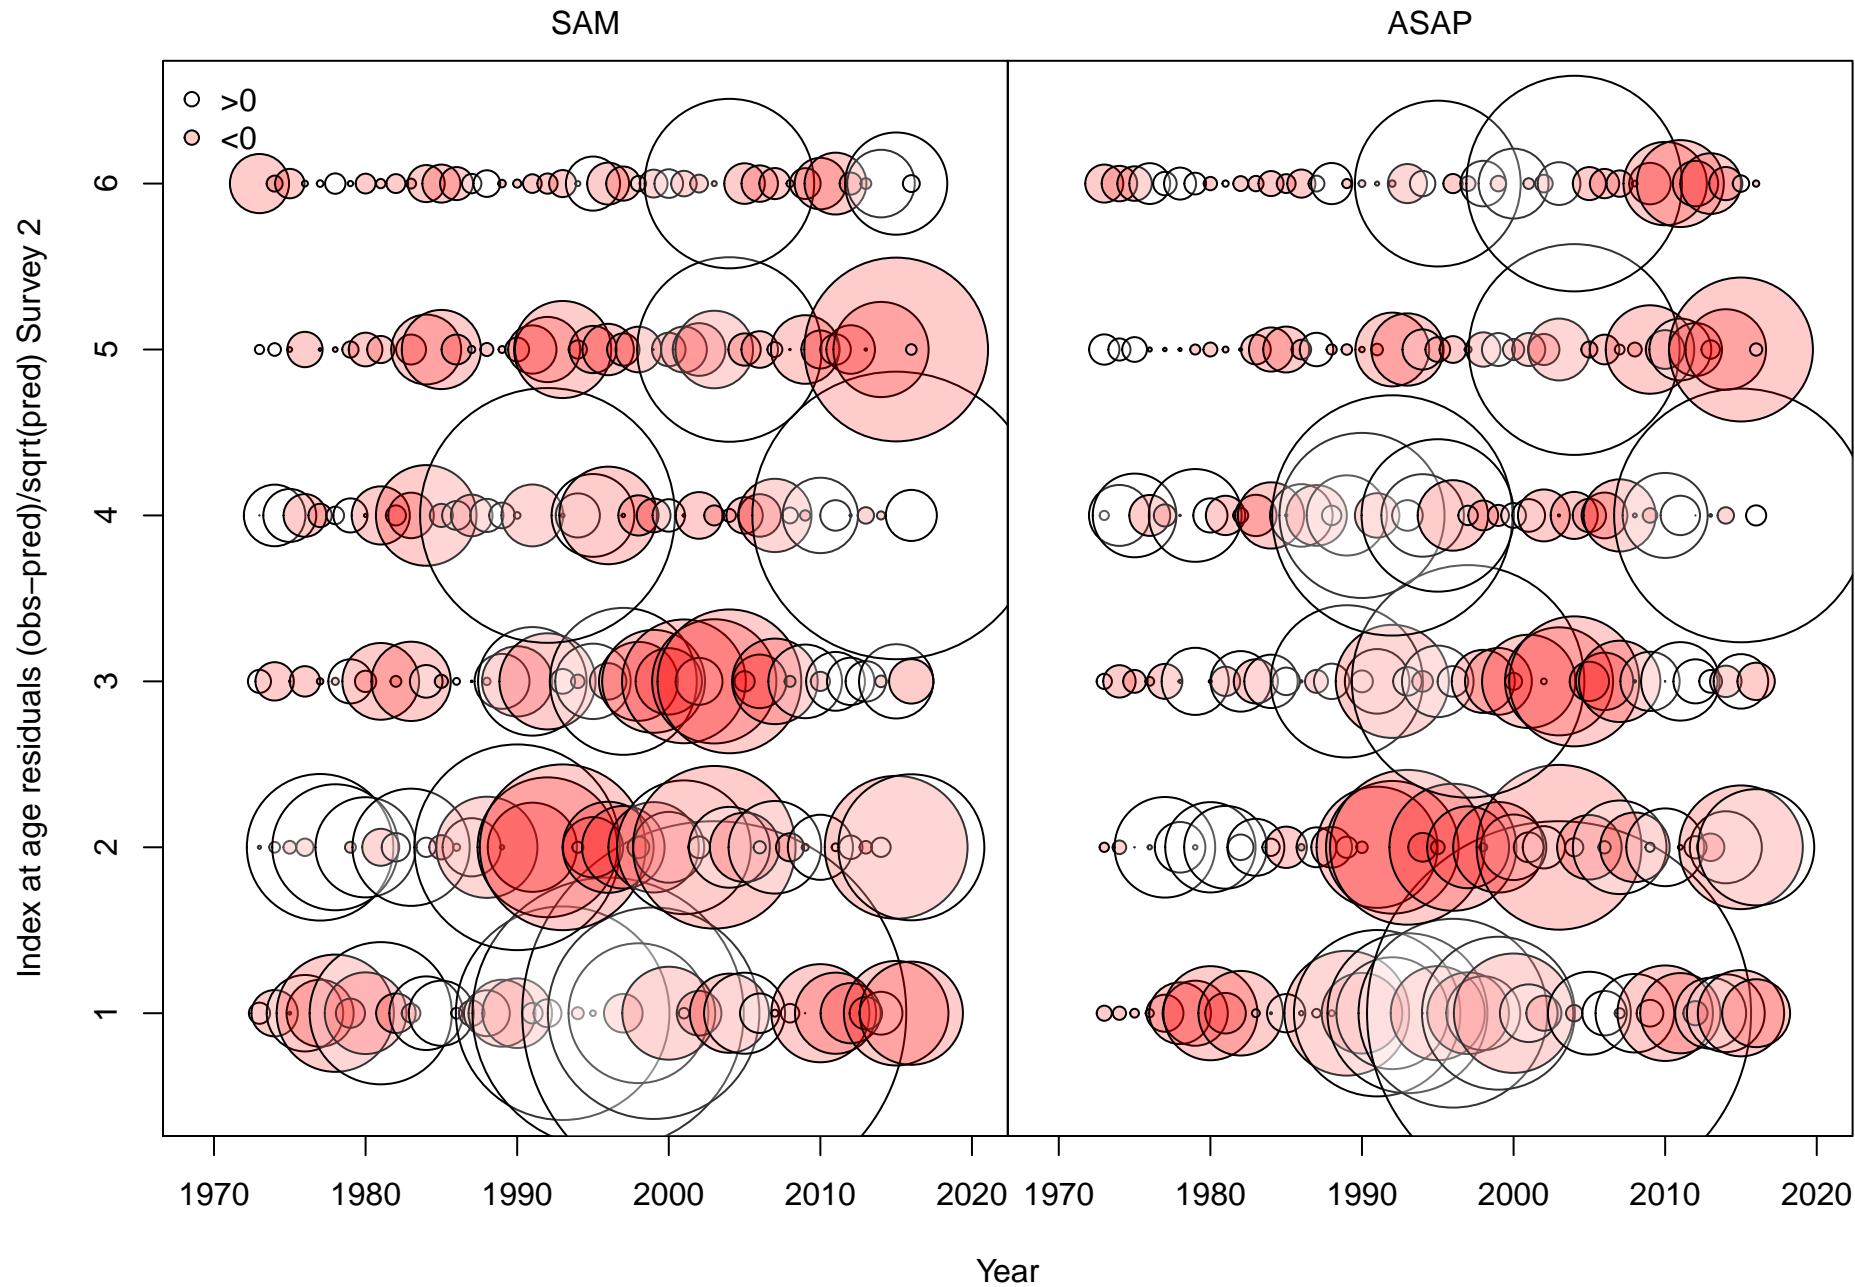 SAM
ASAP
>0
<0
Index at age residuals (obs−pred)/sqrt(pred) Survey 2
6
5
4
3
2
1
1970 1980 1990 2000 2010 2020 1970 1980 1990 2000 2010 2020
Year